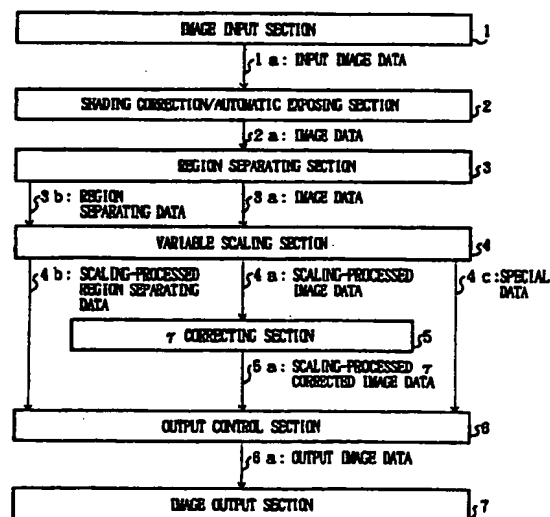 IMAGE INPUT SECTION
1
1 a: INPUT IMAGE DATA
SHADING CORRECTION/AUTOMATIC EXPOSING SECTION
2
2 a: IMAGE DATA
REGION SEPARATING SECTION
3
3 b: REGION
SEPARATING DATA
3 a: IMAGE DATA
VARIABLE SCALING SECTION
4
4 b: SCALING-PROCESSED
REGION SEPARATING
DATA
4 a: SCALING-PROCESSED
IMAGE DATA
4 c: SPECIAL
DATA
τ CORRECTING SECTION
5
5 a: SCALING-PROCESSED τ
CORRECTED IMAGE DATA
OUTPUT CONTROL SECTION
6
6 a: OUTPUT IMAGE DATA
IMAGE OUTPUT SECTION
7